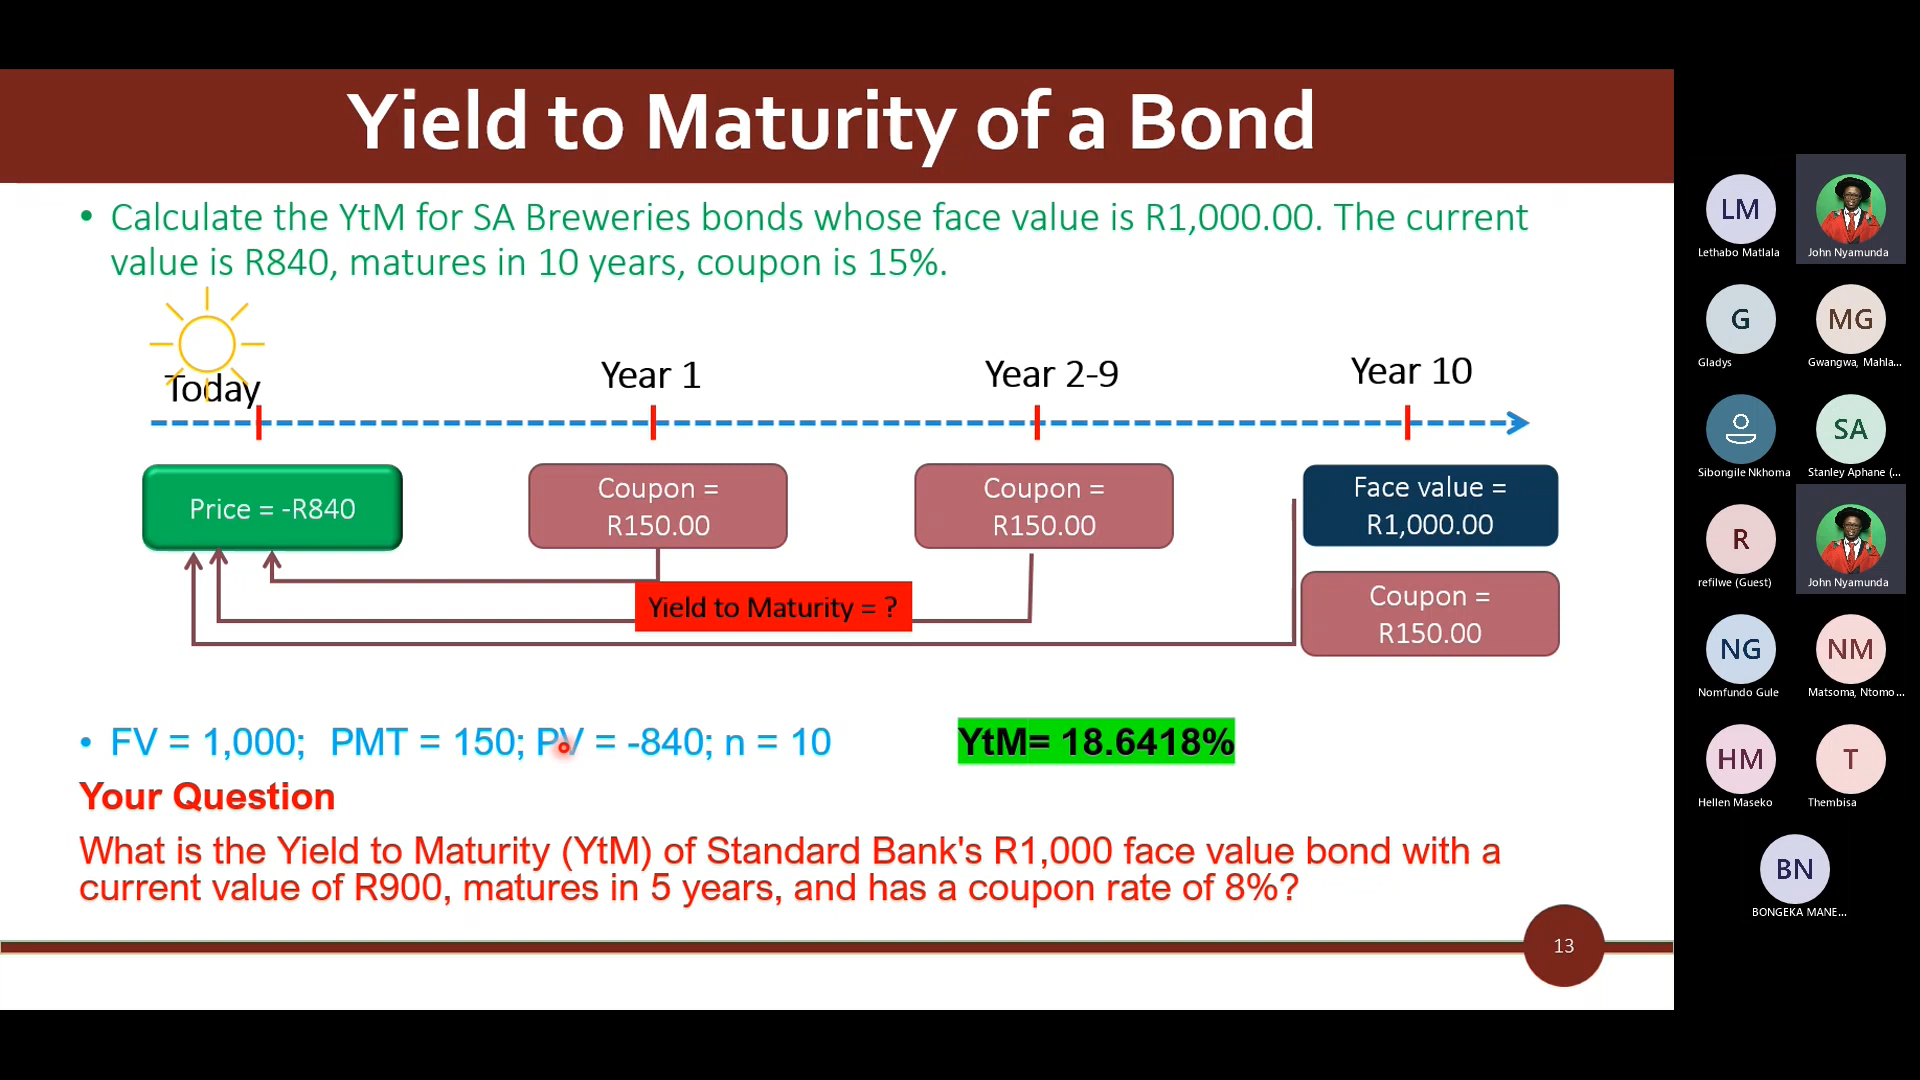 Yield to Maturity of a Bond
• Calculate the YtM for SA Breweries bonds whose face value is R1,000.00. The current
value is R840, matures in 10 years, coupon is 15%.
Today
Year 1
Year 2-9
Year 10
Price = -R840
Coupon =
R150.00
Coupon =
R150.00
Face value =
R1,000.00
Coupon =
R150.00
Yield to Maturity = ?
• FV = 1,000; PMT = 150; PV = -840; n = 10
YtM= 18.6418%
Your Question
What is the Yield to Maturity (YtM) of Standard Bank's R1,000 face value bond with a
current value of R900, matures in 5 years, and has a coupon rate of 8%?
13
LM
Lethabo Matlala
John Nyamunda
G
Gladys
MG
Gwangwa, Mahla...
Sibongile Nkhoma
SA
Stanley Aphane (...
R
refilwe (Guest)
John Nyamunda
NG
Nomfundo Gule
NM
Matsoma, Ntomo...
HM
Hellen Maseko
T
Thembisa
BN
BONGEKA MANE...